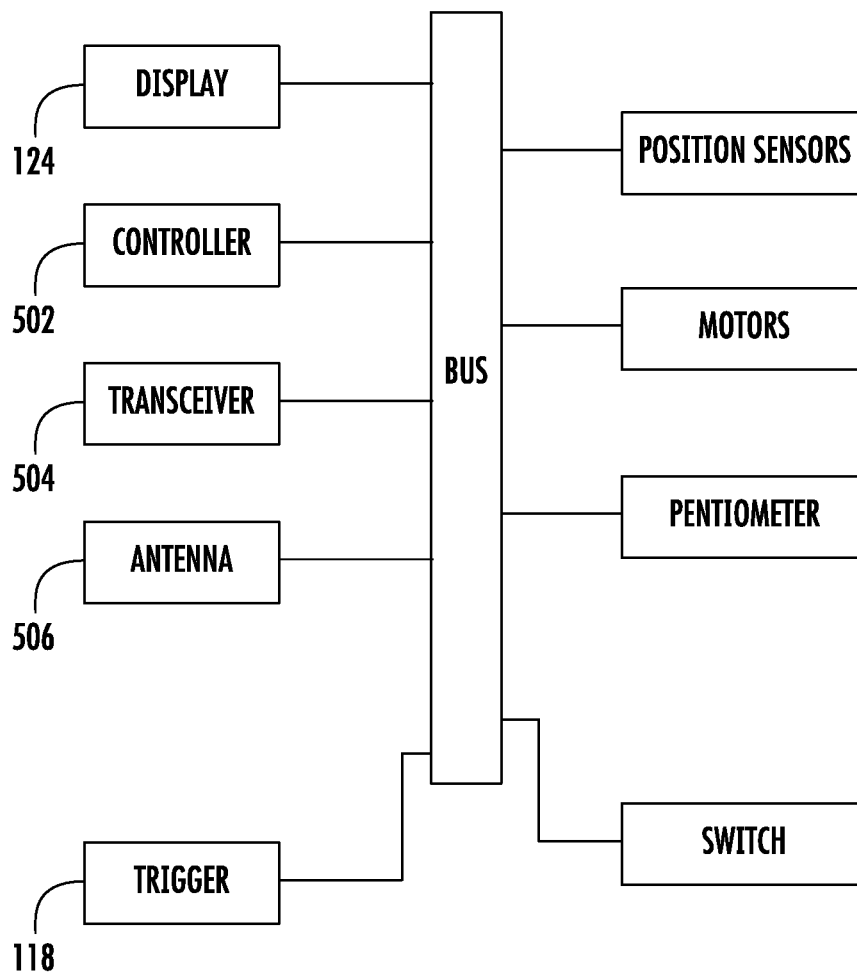 DISPLAY
124
CONTROLLER
502
TRANSCEIVER
504
ANTENNA
506
TRIGGER
118
BUS
POSITION SENSORS
MOTORS
PENTIOMETER
SWITCH